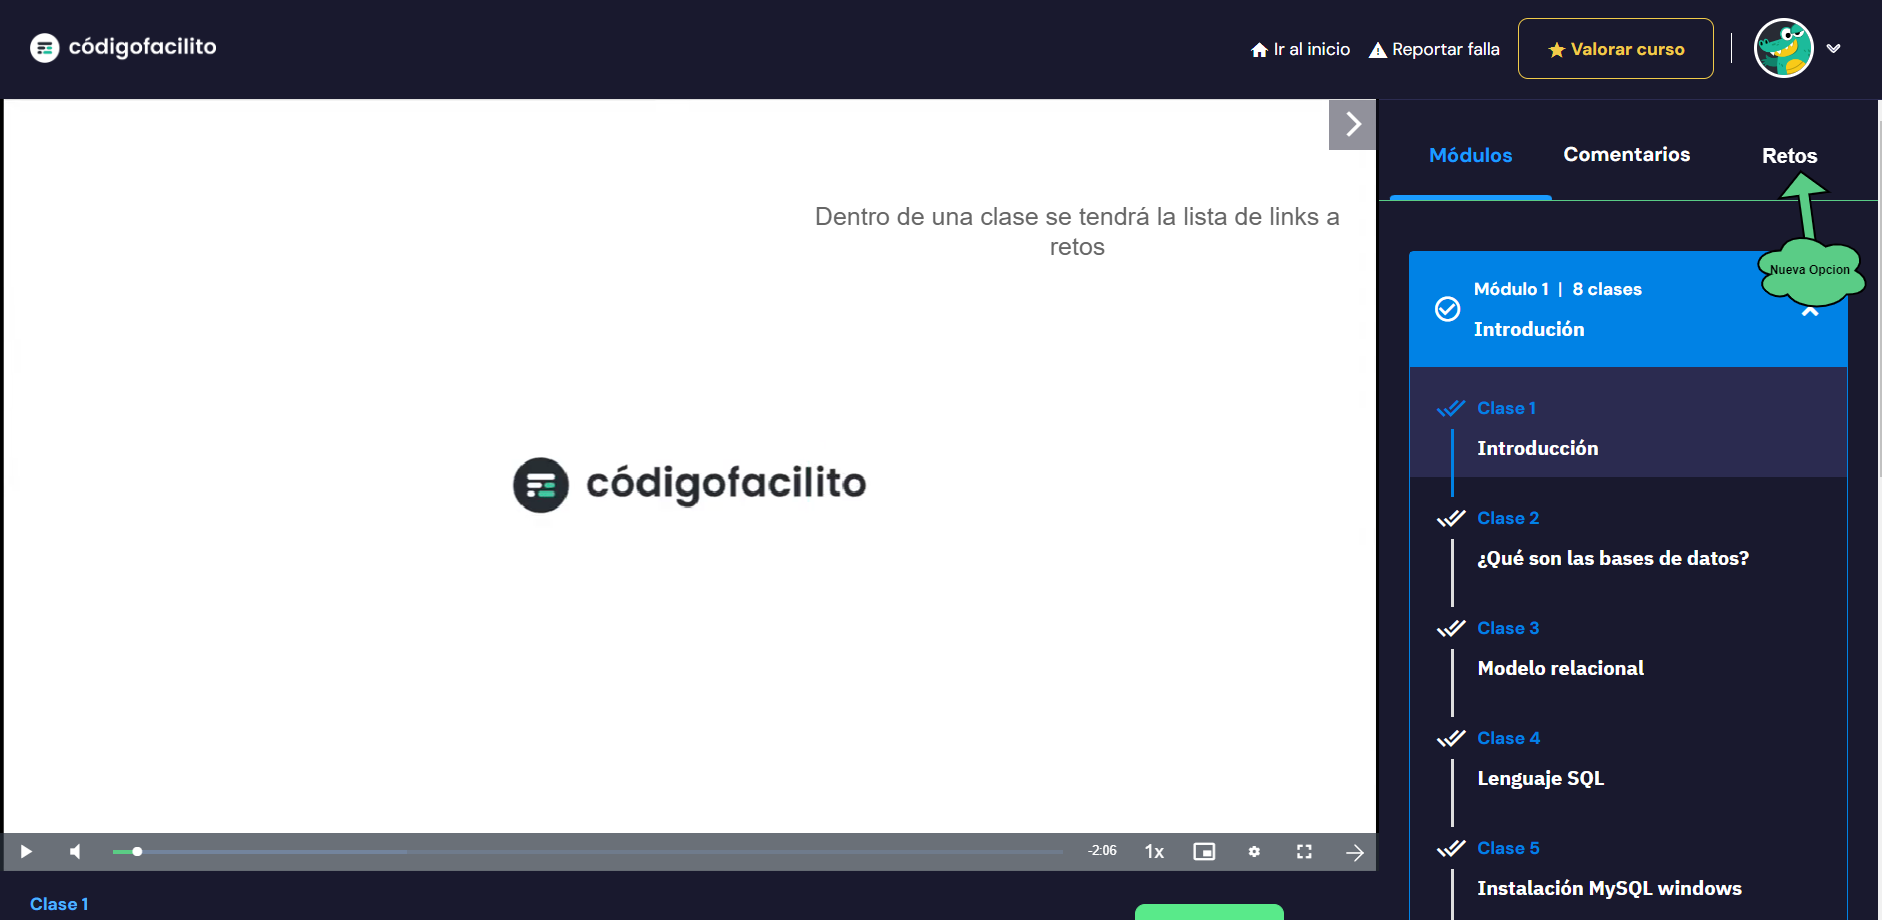 códigofacilito
Ir al inicio
Reportar falla
Valorar curso
Dentro de una clase se tendrá la lista de links a
retos
códigofacilito
-2:06
1x
Clase 1
Módulos
Comentarios
Retos
Nueva Opcion
Módulo 1 | 8 clases
Introdución
Clase 1
Introducción
Clase 2
¿Qué son las bases de datos?
Clase 3
Modelo relacional
Clase 4
Lenguaje SQL
Clase 5
Instalación MySQL windows